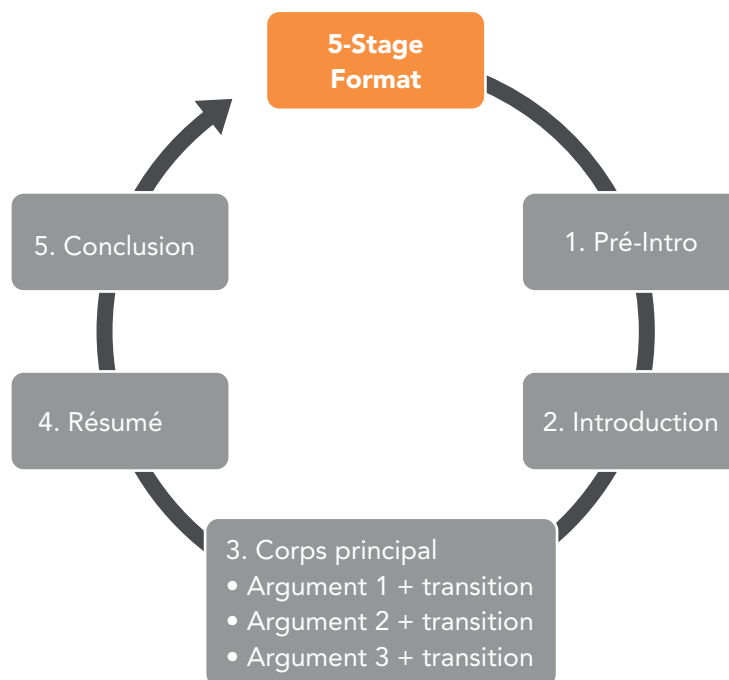 5-Stage
Format
1. Pré-Intro
2. Introduction
3. Corps principal
• Argument 1 + transition
• Argument 2 + transition
• Argument 3 + transition
4. Résumé
5. Conclusion